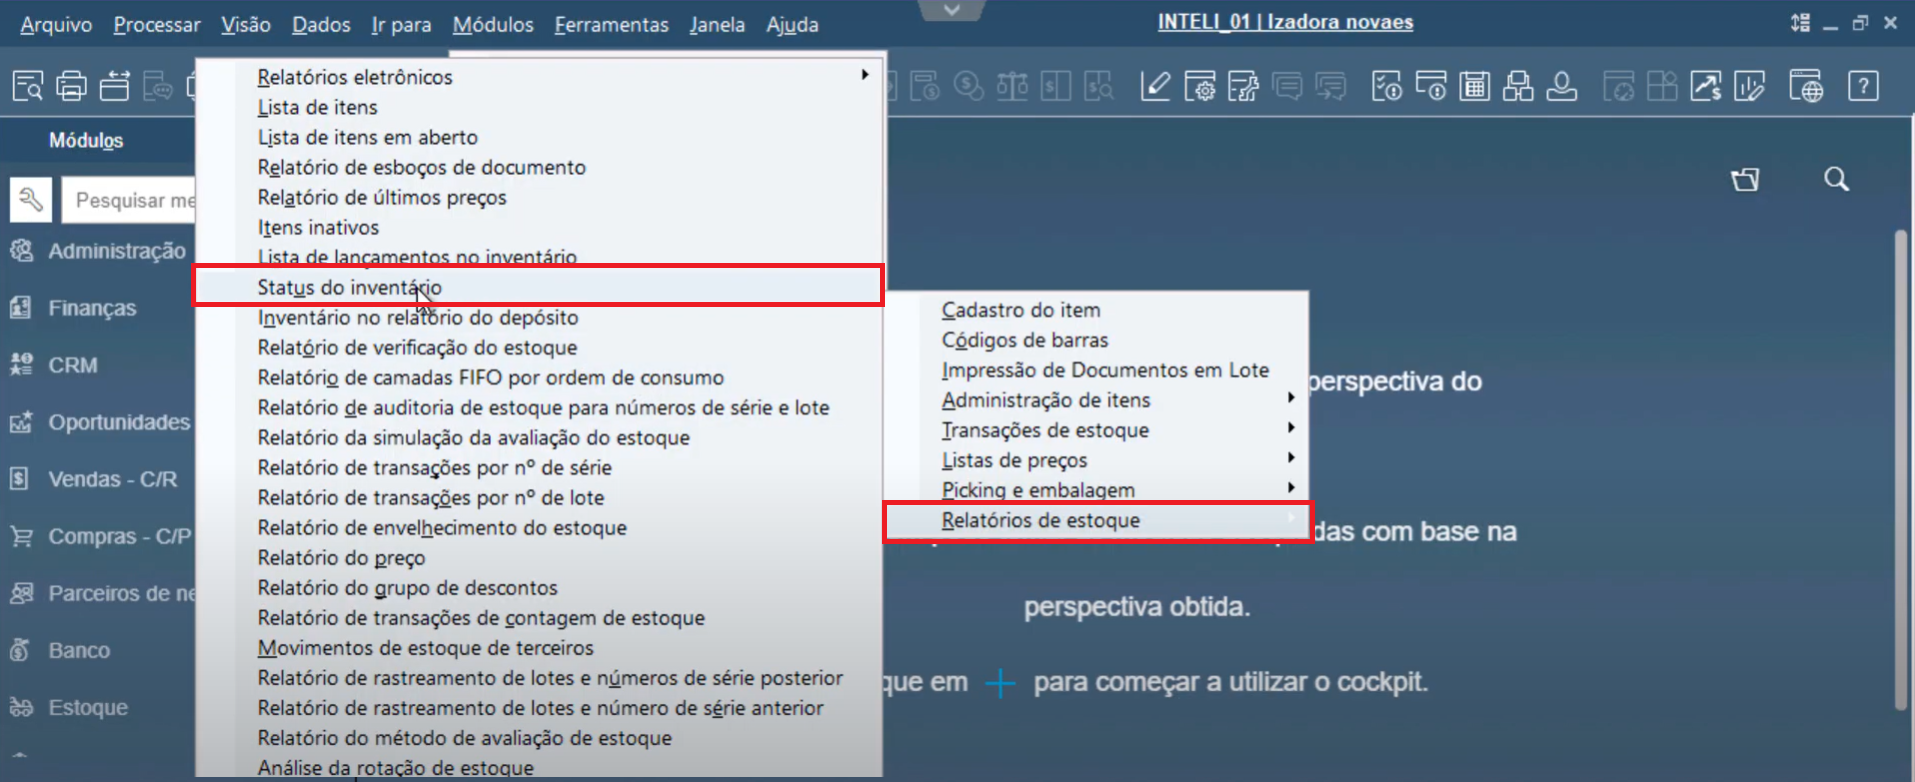 Arquivo Processar Visão Dados Ir para Módulos Ferramentas Janela Ajuda
INTELI_01 | Izadora novaes
Módulos
Pesquisar me
Administração
Finanças
CRM
Oportunidades
Vendas - C/R
Compras - C/P
Parceiros de ne
Banco
Estoque
Relatórios eletrônicos
Lista de itens
Lista de itens em aberto
Relatório de esboços de documento
Relatório de últimos preços
Itens inativos
Lista de lançamentos no inventário
Status do inventário
Inventário no relatório do depósito
Relatório de verificação do estoque
Relatório de camadas FIFO por ordem de consumo
Relatório de auditoria de estoque para números de série e lote
Relatório da simulação da avaliação do estoque
Relatório de transações por nº de série
Relatório de transações por nº de lote
Relatório de envelhecimento do estoque
Relatório do preço
Relatório do grupo de descontos
Relatório de transações de contagem de estoque
Movimentos de estoque de terceiros
Relatório de rastreamento de lotes e números de série posterior
Relatório de rastreamento de lotes e número de série anterior
Relatório do método de avaliação de estoque
Análise da rotação de estoque
Cadastro do item
Códigos de barras
Impressão de Documentos em Lote
Administração de itens
Transações de estoque
Listas de preços
Picking e embalagem
Relatórios de estoque
perspectiva do
das com base na
perspectiva obtida.
que em + para começar a utilizar o cockpit.